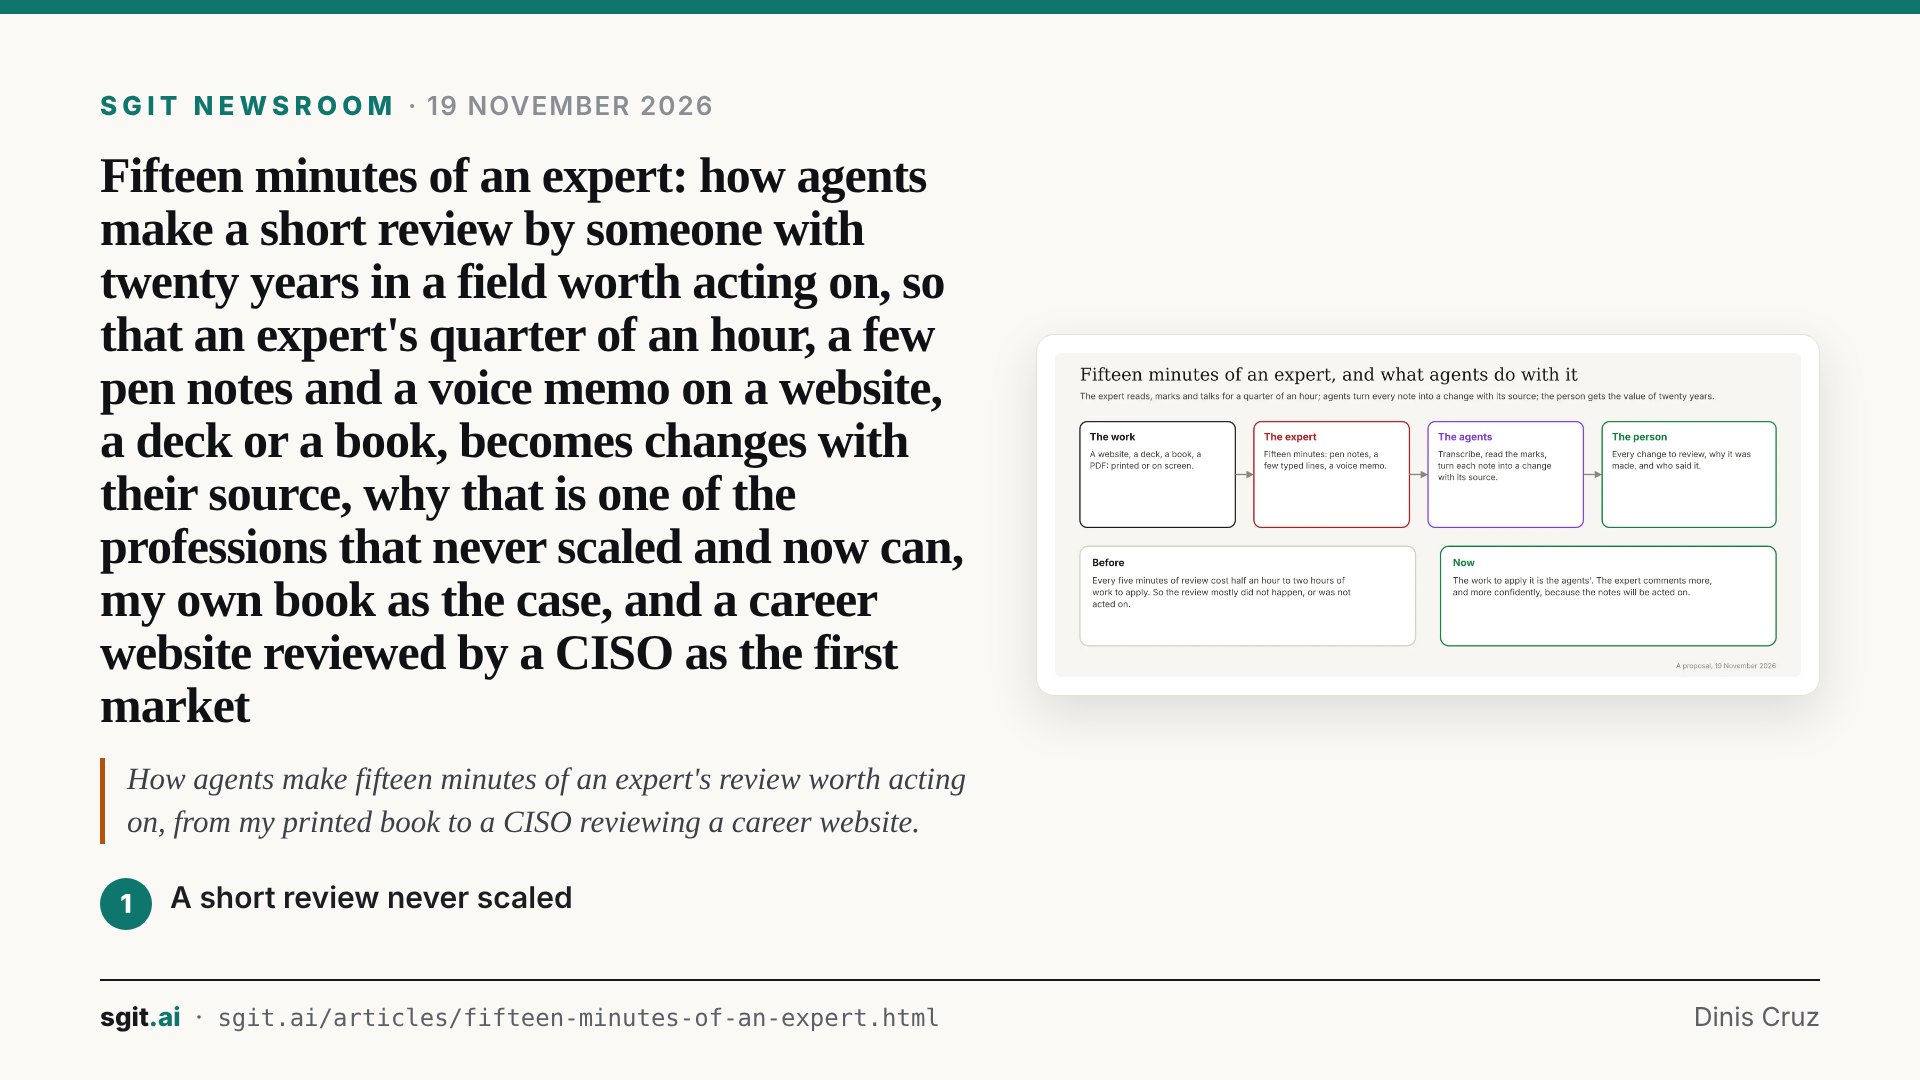 SGIT NEWSROOM · 19 NOVEMBER 2026
Fifteen minutes of an expert: how agents
make a short review by someone with
twenty years in a field worth acting on, so
that an expert's quarter of an hour, a few
pen notes and a voice memo on a website,
a deck or a book, becomes changes with
their source, why that is one of the
professions that never scaled and now can,
my own book as the case, and a career
website reviewed by a CISO as the first
market
How agents make fifteen minutes of an expert's review worth acting
on, from my printed book to a CISO reviewing a career website.
1 A short review never scaled
Fifteen minutes of an expert, and what agents do with it
The expert reads, marks and talks for a quarter of an hour; agents turn every note into a change with its source; the person gets the value of twenty years.
The work
A website, a deck, a book, a
PDF: printed or on screen.
The expert
Fifteen minutes: pen notes, a
few typed lines, a voice memo.
The agents
Transcribe, read the marks,
turn each note into a change
with its source.
The person
Every change to review, why it was
made, and who said it.
Before
Every five minutes of review cost half an hour to two hours of
work to apply. So the review mostly did not happen, or was not
acted on.
Now
The work to apply it is the agents'. The expert comments more,
and more confidently, because the notes will be acted on.
A proposal, 19 November 2026
sgit.ai · sgit.ai/articles/fifteen-minutes-of-an-expert.html
Dinis Cruz